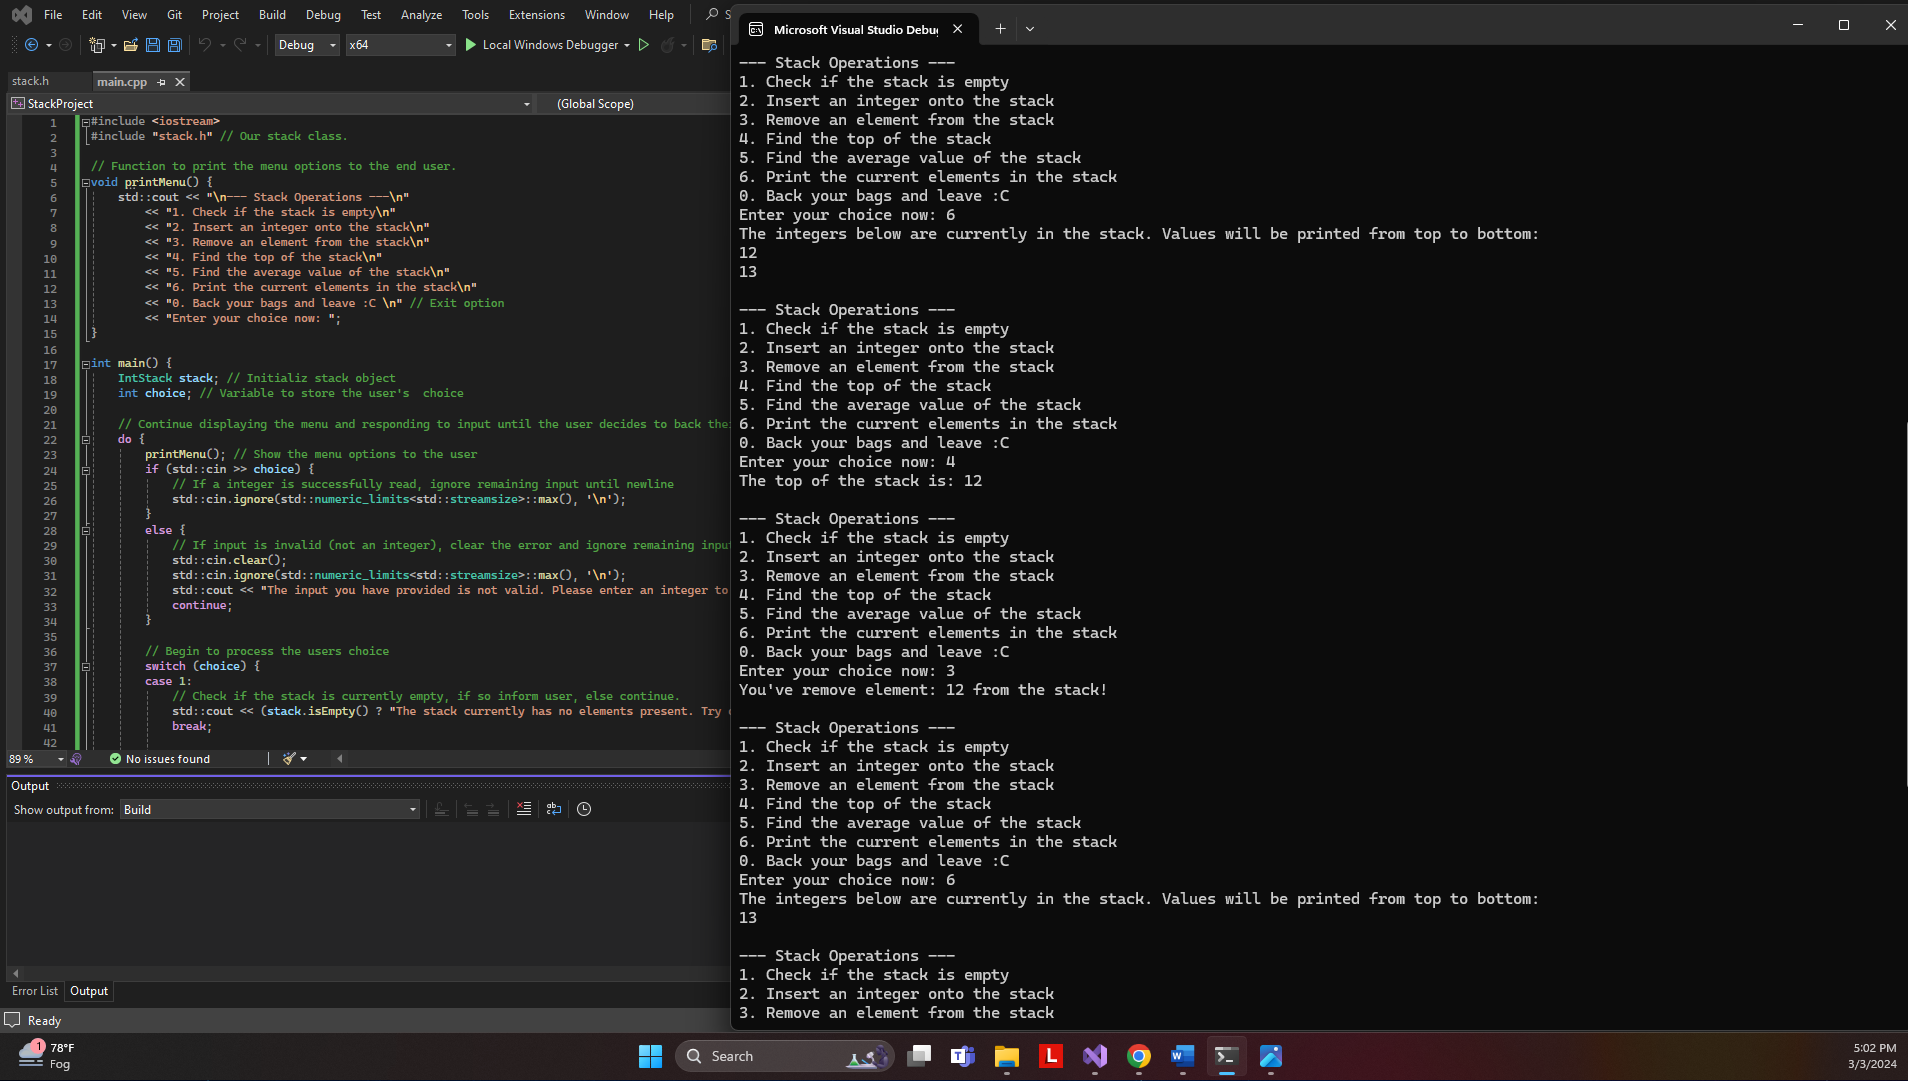 File Edit View Git Project Build Debug Test Analyze Tools Extensions Window Help
Debug x64 Local Windows Debugger
stack.h main.cpp
StackProject (Global Scope)
1 #include <iostream>
2 #include "stack.h" // Our stack class.
3
4 // Function to print the menu options to the end user.
5 void printMenu() {
6 std::cout << "\n--- Stack Operations ---\n"
7 << "1. Check if the stack is empty\n"
8 << "2. Insert an integer onto the stack\n"
9 << "3. Remove an element from the stack\n"
10 << "4. Find the top of the stack\n"
11 << "5. Find the average value of the stack\n"
12 << "6. Print the current elements in the stack\n"
13 << "0. Back your bags and leave :C \n" // Exit option
14 << "Enter your choice now: ";
15 }
16
17 int main() {
18 IntStack stack; // Initializ stack object
19 int choice; // Variable to store the user's  choice
20
21 // Continue displaying the menu and responding to input until the user decides to back the
22 do {
23 printMenu(); // Show the menu options to the user
24 if (std::cin >> choice) {
25 // If a integer is successfully read, ignore remaining input until newline
26 std::cin.ignore(std::numeric_limits<std::streamsize>::max(), '\n');
27 }
28 else {
29 // If input is invalid (not an integer), clear the error and ignore remaining input
30 std::cin.clear();
31 std::cin.ignore(std::numeric_limits<std::streamsize>::max(), '\n');
32 std::cout << "The input you have provided is not valid. Please enter an integer to
33 continue;
34 }
35
36 // Begin to process the users choice
37 switch (choice) {
38 case 1:
39 // Check if the stack is currently empty, if so inform user, else continue.
40 std::cout << (stack.isEmpty() ? "The stack currently has no elements present. Try
41 break;
42
89 % No issues found
Output
Show output from: Build
Error List Output
Ready
Microsoft Visual Studio Debug
--- Stack Operations ---
1. Check if the stack is empty
2. Insert an integer onto the stack
3. Remove an element from the stack
4. Find the top of the stack
5. Find the average value of the stack
6. Print the current elements in the stack
0. Back your bags and leave :C
Enter your choice now: 6
The integers below are currently in the stack. Values will be printed from top to bottom:
12
13
--- Stack Operations ---
1. Check if the stack is empty
2. Insert an integer onto the stack
3. Remove an element from the stack
4. Find the top of the stack
5. Find the average value of the stack
6. Print the current elements in the stack
0. Back your bags and leave :C
Enter your choice now: 4
The top of the stack is: 12
--- Stack Operations ---
1. Check if the stack is empty
2. Insert an integer onto the stack
3. Remove an element from the stack
4. Find the top of the stack
5. Find the average value of the stack
6. Print the current elements in the stack
0. Back your bags and leave :C
Enter your choice now: 3
You've remove element: 12 from the stack!
--- Stack Operations ---
1. Check if the stack is empty
2. Insert an integer onto the stack
3. Remove an element from the stack
4. Find the top of the stack
5. Find the average value of the stack
6. Print the current elements in the stack
0. Back your bags and leave :C
Enter your choice now: 6
The integers below are currently in the stack. Values will be printed from top to bottom:
13
--- Stack Operations ---
1. Check if the stack is empty
2. Insert an integer onto the stack
3. Remove an element from the stack
1 78°F
Fog
Search
L
W
5:02 PM
3/3/2024